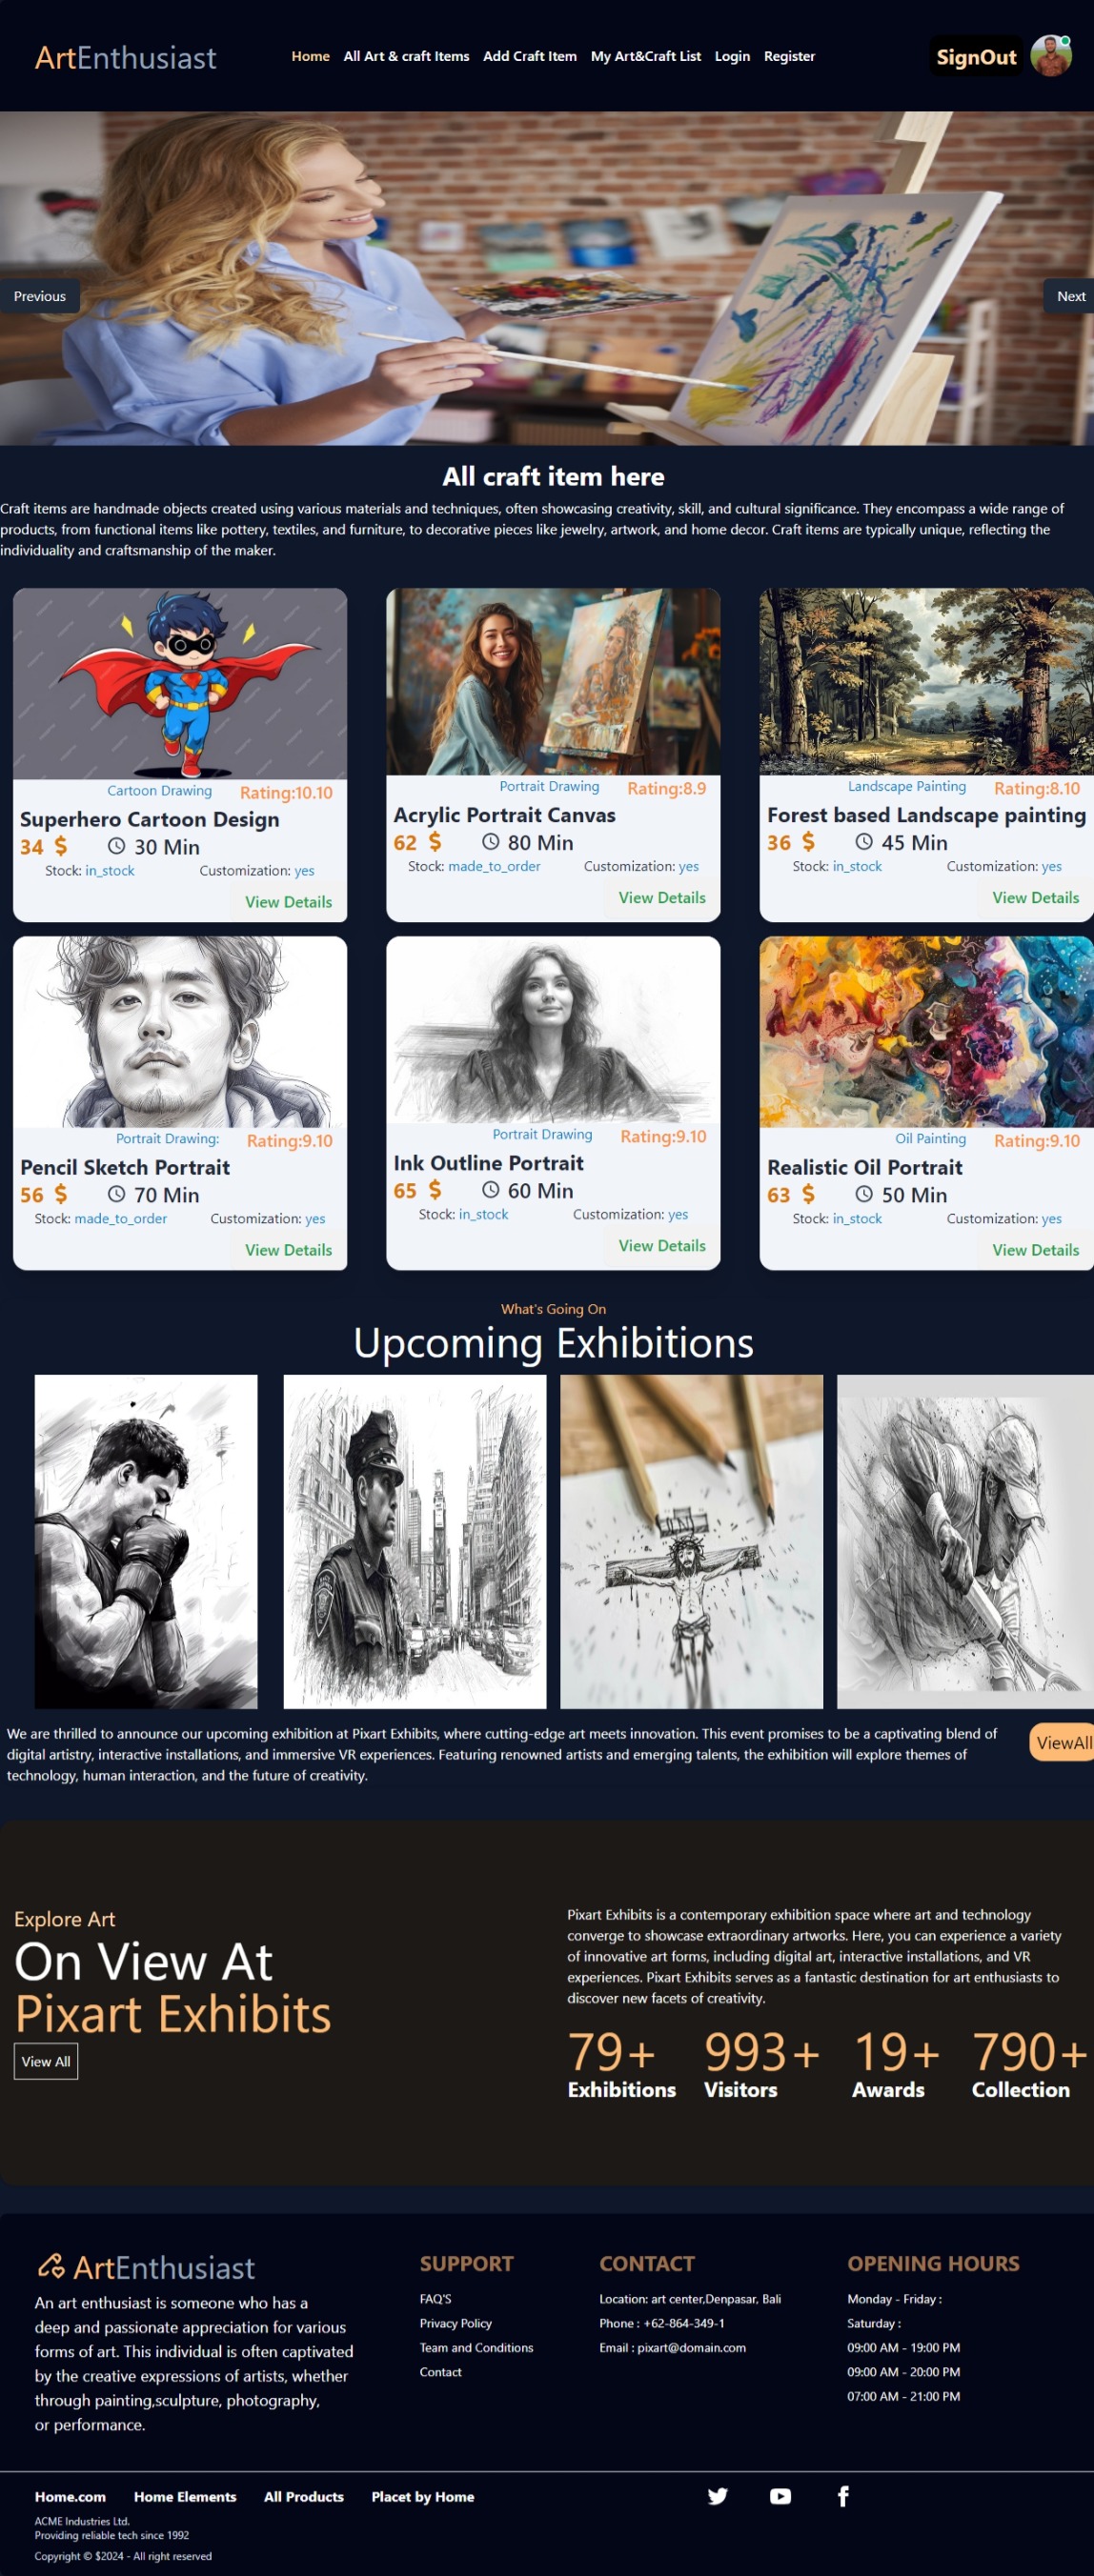 ArtEnthusiast
Home All Art & craft Items Add Craft Item My Art&Craft List Login Register
SignOut
Previous
Next
All craft item here
Craft items are handmade objects created using various materials and techniques, often showcasing creativity, skill, and cultural significance. They encompass a wide range of
products, from functional items like pottery, textiles, and furniture, to decorative pieces like jewelry, artwork, and home decor. Craft items are typically unique, reflecting the
individuality and craftsmanship of the maker.
Cartoon Drawing Rating:10.10
Superhero Cartoon Design
34 $ 30 Min
Stock: in_stock Customization: yes
View Details
Portrait Drawing Rating:8.9
Acrylic Portrait Canvas
62 $ 80 Min
Stock: made_to_order Customization: yes
View Details
Landscape Painting Rating:8.10
Forest based Landscape painting
36 $ 45 Min
Stock: in_stock Customization: yes
View Details
Portrait Drawing: Rating:9.10
Pencil Sketch Portrait
56 $ 70 Min
Stock: made_to_order Customization: yes
View Details
Portrait Drawing Rating:9.10
Ink Outline Portrait
65 $ 60 Min
Stock: in_stock Customization: yes
View Details
Oil Painting Rating:9.10
Realistic Oil Portrait
63 $ 50 Min
Stock: in_stock Customization: yes
View Details
What's Going On
Upcoming Exhibitions
We are thrilled to announce our upcoming exhibition at Pixart Exhibits, where cutting-edge art meets innovation. This event promises to be a captivating blend of
digital artistry, interactive installations, and immersive VR experiences. Featuring renowned artists and emerging talents, the exhibition will explore themes of
technology, human interaction, and the future of creativity.
ViewAll
Explore Art
On View At
Pixart Exhibits
View All
Pixart Exhibits is a contemporary exhibition space where art and technology
converge to showcase extraordinary artworks. Here, you can experience a variety
of innovative art forms, including digital art, interactive installations, and VR
experiences. Pixart Exhibits serves as a fantastic destination for art enthusiasts to
discover new facets of creativity.
79+ 993+ 19+ 790+
Exhibitions Visitors Awards Collection
ArtEnthusiast
An art enthusiast is someone who has a
deep and passionate appreciation for various
forms of art. This individual is often captivated
by the creative expressions of artists, whether
through painting,sculpture, photography,
or performance.
SUPPORT
FAQ'S
Privacy Policy
Team and Conditions
Contact
CONTACT
Location: art center,Denpasar, Bali
Phone : +62-864-349-1
Email : pixart@domain.com
OPENING HOURS
Monday - Friday :
Saturday :
09:00 AM - 19:00 PM
09:00 AM - 20:00 PM
07:00 AM - 21:00 PM
Home.com Home Elements All Products Placet by Home
ACME Industries Ltd.
Providing reliable tech since 1992
Copyright © $2024 - All right reserved